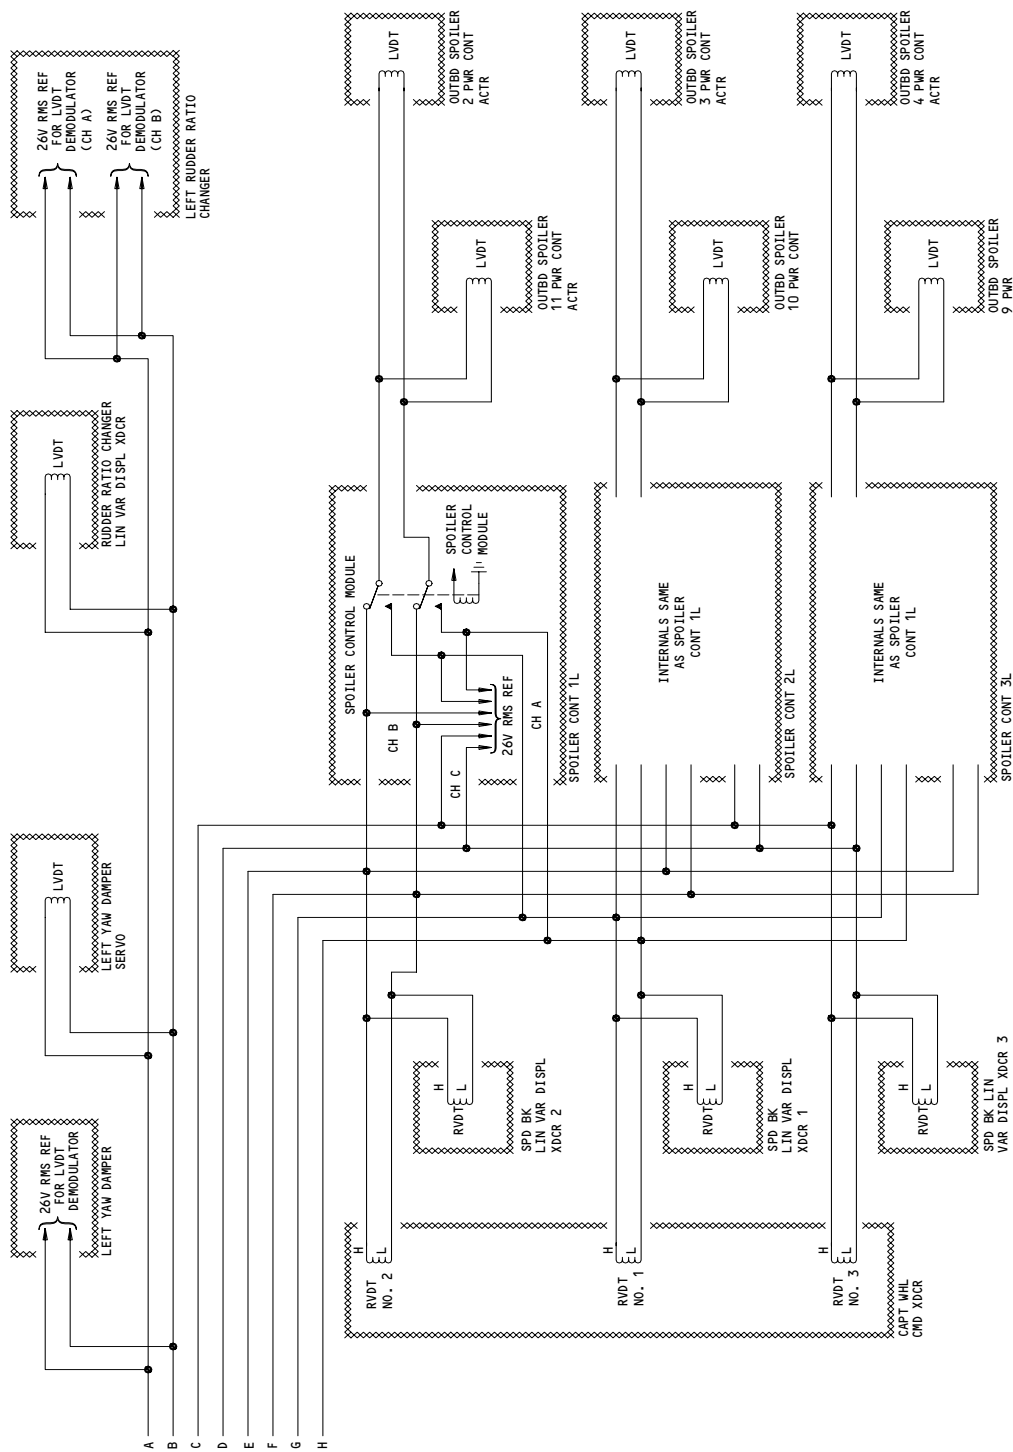 26V RMS REF
FOR LVDT
DEMODULATOR
LEFT YAW DAMPER
LVDT
LEFT YAW DAMPER
SERVO
LVDT
RUDDER RATIO CHANGER
LIN VAR DISPL XDCR
26V RMS REF
FOR LVDT
DEMODULATOR
(CH A)
26V RMS REF
FOR LVDT
DEMODULATOR
(CH B)
LEFT RUDDER RATIO
CHANGER
A
B
C
D
E
F
G
H
H
L
RVDT
NO. 2
H
L
RVDT
NO. 1
H
L
RVDT
NO. 3
CAPT WHL
CMD XDCR
H
L
RVDT
SPD BK
LIN VAR DISPL
XDCR 2
H
L
RVDT
SPD BK
LIN VAR DISPL
XDCR 1
H
L
RVDT
SPD BK LIN
VAR DISPL XDCR 3
SPOILER CONTROL MODULE
CH B
CH C
26V RMS REF
CH A
SPOILER
CONTROL
MODULE
SPOILER CONT 1L
INTERNALS SAME
AS SPOILER
CONT 1L
SPOILER CONT 2L
INTERNALS SAME
AS SPOILER
CONT 1L
SPOILER CONT 3L
LVDT
OUTBD SPOILER
11 PWR CONT
ACTR
LVDT
OUTBD SPOILER
10 PWR CONT
LVDT
OUTBD SPOILER
9 PWR
LVDT
OUTBD SPOILER
2 PWR CONT
ACTR
LVDT
OUTBD SPOILER
3 PWR CONT
ACTR
LVDT
OUTBD SPOILER
4 PWR CONT
ACTR